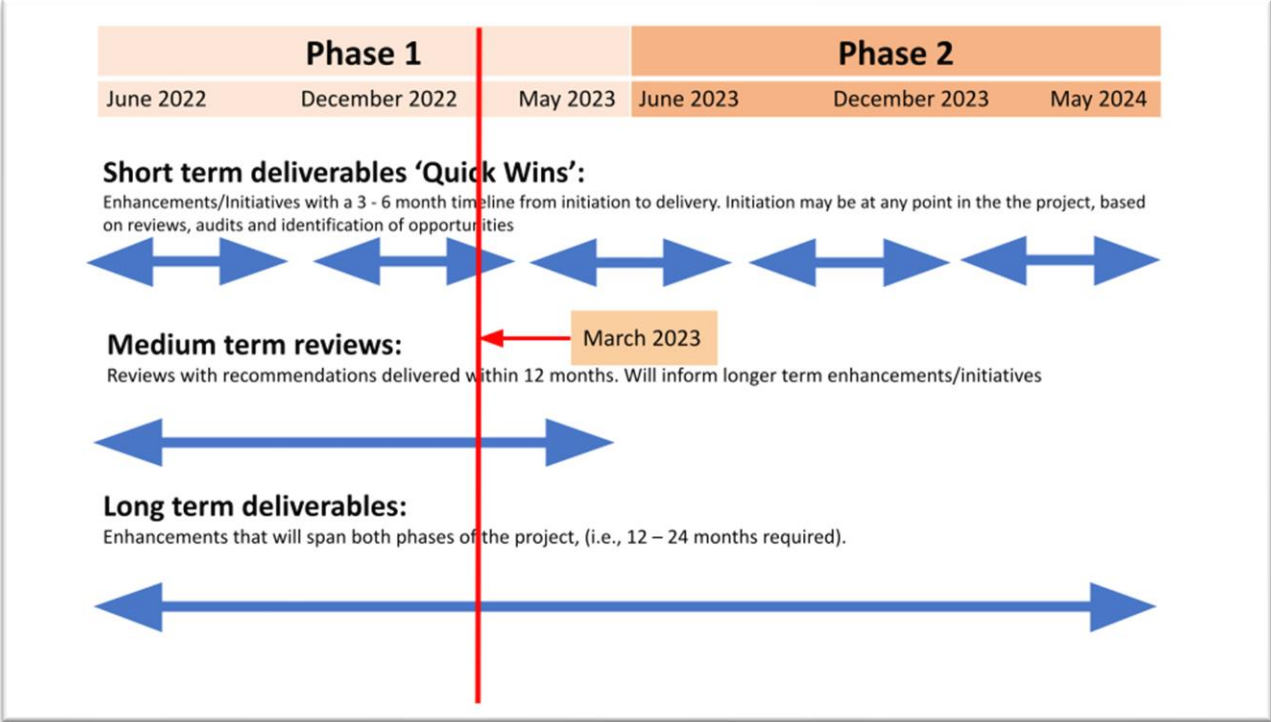 Phase 1
Phase 2
June 2022
December 2022
May 2023
June 2023
December 2023
May 2024
Short term deliverables ‘Quick Wins’:
Enhancements/Initiatives with a 3 - 6 month timeline from initiation to delivery. Initiation may be at any point in the the project, based
on reviews, audits and identification of opportunities
March 2023
Medium term reviews:
Reviews with recommendations delivered within 12 months. Will inform longer term enhancements/initiatives
Long term deliverables:
Enhancements that will span both phases of the project, (i.e., 12 – 24 months required).